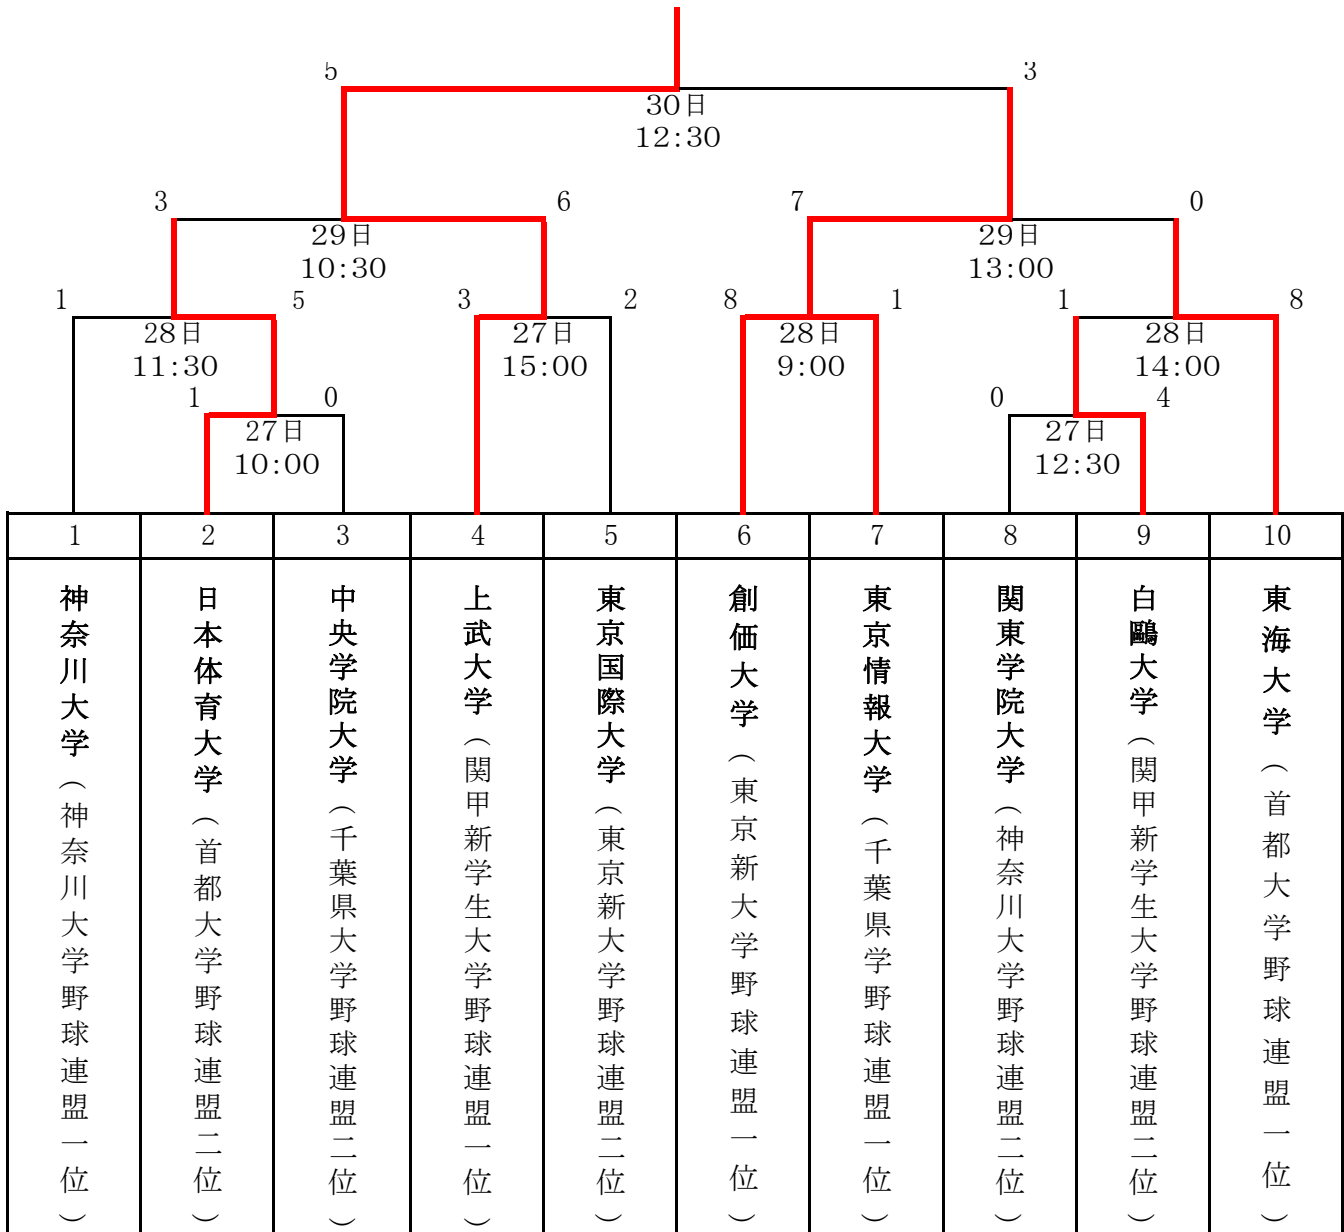 5 3
30日
12:30
3 6 7 0
29日 29日
10:30 13:00
1 5 3 2 8 1 1 8
28日 27日 28日 28日
11:30 15:00 9:00 14:00
1 0 0 4
27日 27日
10:00 12:30
1 2 3 4 5 6 7 8 9 10
神奈川大学（神奈川大学野球連盟一位）
日本体育大学（首都大学野球連盟二位）
中央学院大学（千葉県大学野球連盟二位）
上武大学（関甲新学生大学野球連盟一位）
東京国際大学（東京新大学野球連盟二位）
創価大学（東京新大学野球連盟一位）
東京情報大学（千葉県学野球連盟一位）
関東学院大学（神奈川大学野球連盟二位）
白鷗大学（関甲新学生大学野球連盟二位）
東海大学（首都大学野球連盟一位）